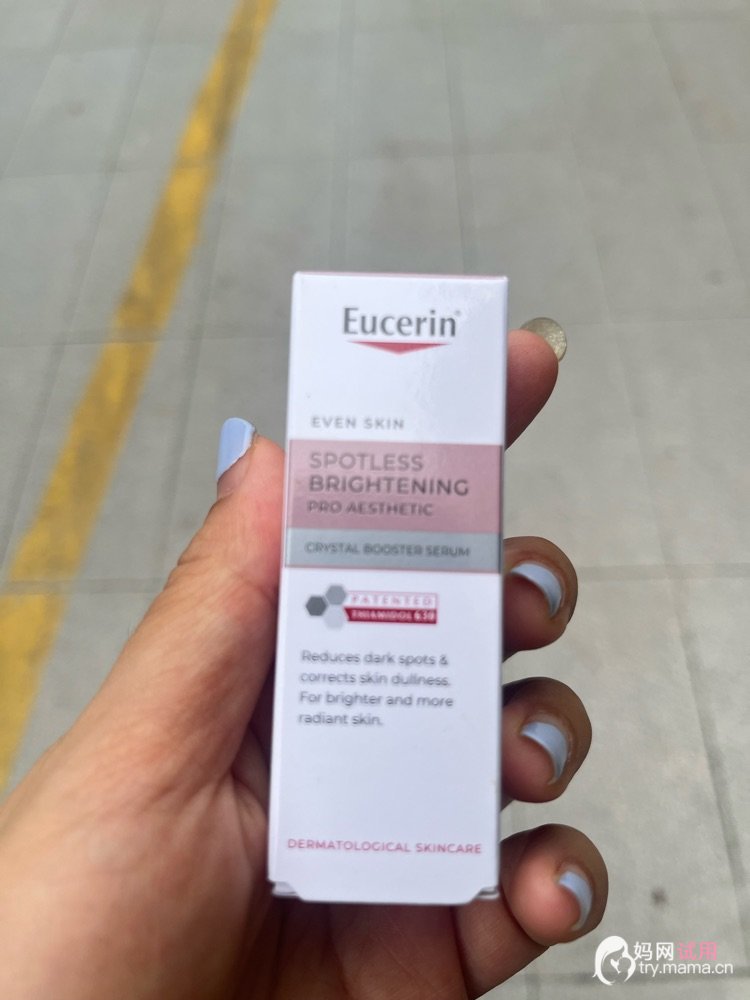 Eucerin®
EVEN SKIN
SPOTLESS
BRIGHTENING
PRO AESTHETIC
CRYSTAL BOOSTER SERUM
PATENTED
THIAMIDOL 630
Reduces dark spots &
corrects skin dullness.
For brighter and more
radiant skin.
DERMATOLOGICAL SKINCARE
妈网试用
try.mama.cn